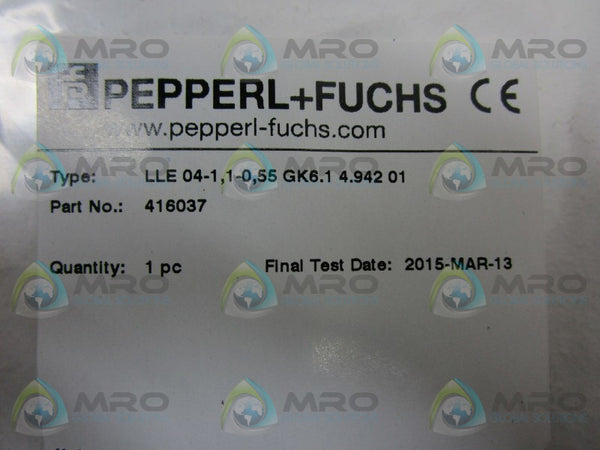 PEPPERL+FUCHS CE
www.pepperl-fuchs.com
Type: LLE 04-1,1-0,55 GK6.1 4.942 01
Part No.: 416037
Quantity: 1 pc Final Test Date: 2015-MAR-13
MRO